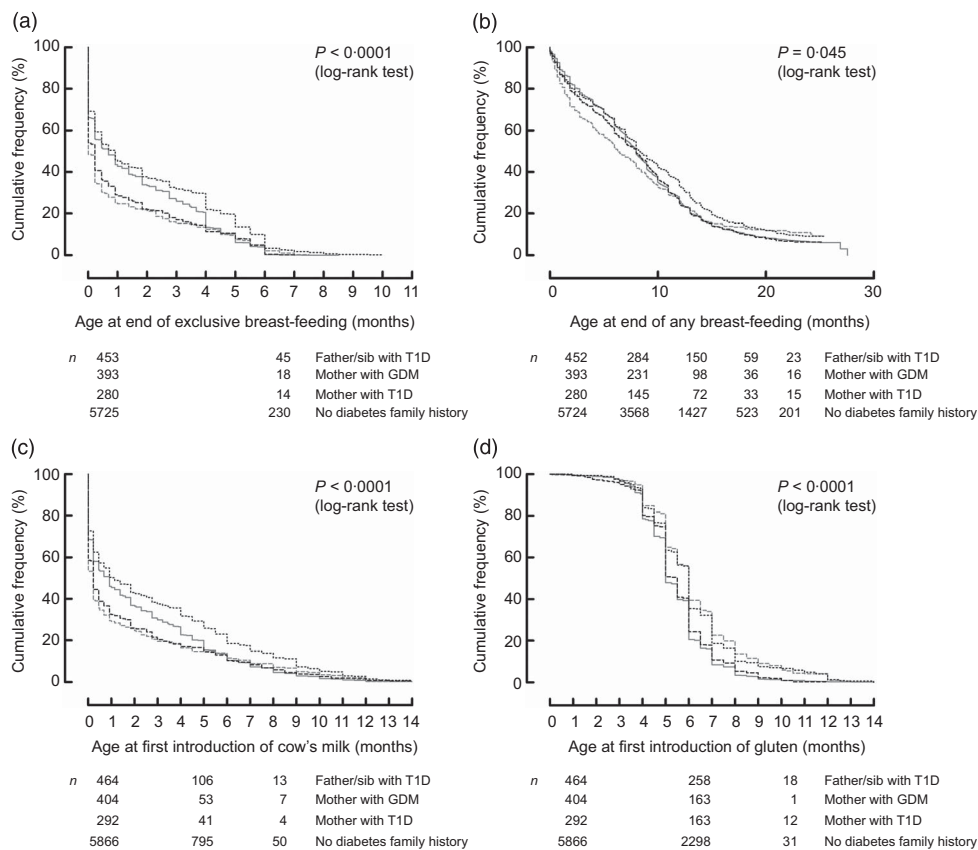 (a)
P < 0·0001
(log-rank test)
Cumulative frequency (%)
100
80
60
40
20
0
0 1 2 3 4 5 6 7 8 9 10 11
Age at end of exclusive breast-feeding (months)
n 453 45 Father/sib with T1D
393 18 Mother with GDM
280 14 Mother with T1D
5725 230 No diabetes family history
(b)
P = 0·045
(log-rank test)
Cumulative frequency (%)
100
80
60
40
20
0
0 10 20 30
Age at end of any breast-feeding (months)
n 452 284 150 59 23 Father/sib with T1D
393 231 98 36 16 Mother with GDM
280 145 72 33 15 Mother with T1D
5724 3568 1427 523 201 No diabetes family history
(c)
P < 0·0001
(log-rank test)
Cumulative frequency (%)
100
80
60
40
20
0
0 1 2 3 4 5 6 7 8 9 10 11 12 13 14
Age at first introduction of cow's milk (months)
n 464 106 13 Father/sib with T1D
404 53 7 Mother with GDM
292 41 4 Mother with T1D
5866 795 50 No diabetes family history
(d)
P < 0·0001
(log-rank test)
Cumulative frequency (%)
100
80
60
40
20
0
0 1 2 3 4 5 6 7 8 9 10 11 12 13 14
Age at first introduction of gluten (months)
n 464 258 18 Father/sib with T1D
404 163 1 Mother with GDM
292 163 12 Mother with T1D
5866 2298 31 No diabetes family history